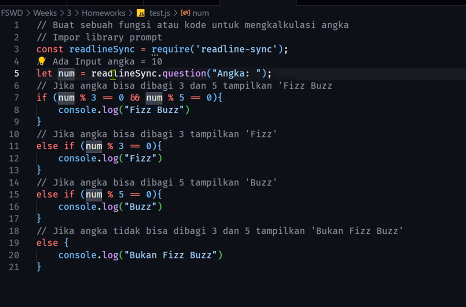 FSWD > Weeks > 3 > Homeworks > JS test.js > num
1 // Buat sebuah fungsi atau kode untuk mengkalkulasi angka
2 // Impor library prompt
3 const readlineSync = require('readline-sync');
4 Ada Input angka = 10
5 let num = readlineSync.question("Angka: ");
6 // Jika angka bisa dibagi 3 dan 5 tampilkan 'Fizz Buzz
7 if (num % 3 == 0 && num % 5 == 0){
8 console.log("Fizz Buzz")
9 }
10 // Jika angka bisa dibagi 3 tampilkan 'Fizz'
11 else if (num % 3 == 0){
12 console.log("Fizz")
13 }
14 // Jika angka bisa dibagi 5 tampilkan 'Buzz'
15 else if (num % 5 == 0){
16 console.log("Buzz")
17 }
18 // Jika angka tidak bisa dibagi 3 dan 5 tampilkan 'Bukan Fizz Buzz'
19 else {
20 console.log("Bukan Fizz Buzz")
21 }